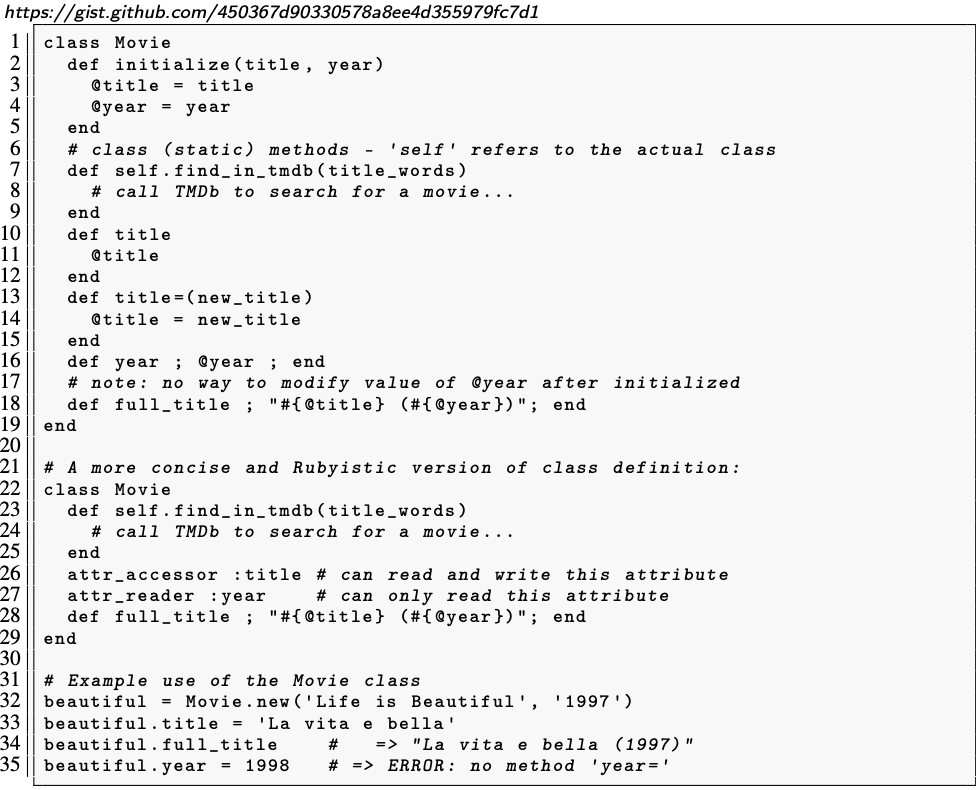 https://gist.github.com/450367d90330578a8ee4d355979fc7d1
1 class Movie
2   def initialize(title, year)
3     @title = title
4     @year = year
5   end
6   # class (static) methods - 'self' refers to the actual class
7   def self.find_in_tmdb(title_words)
8     # call TMDb to search for a movie...
9   end
10   def title
11     @title
12   end
13   def title=(new_title)
14     @title = new_title
15   end
16   def year ; @year ; end
17   # note: no way to modify value of @year after initialized
18   def full_title ; "#{@title} (#{@year})"; end
19 end
20
21 # A more concise and Rubyistic version of class definition:
22 class Movie
23   def self.find_in_tmdb(title_words)
24     # call TMDb to search for a movie...
25   end
26   attr_accessor :title # can read and write this attribute
27   attr_reader :year    # can only read this attribute
28   def full_title ; "#{@title} (#{@year})"; end
29 end
30
31 # Example use of the Movie class
32 beautiful = Movie.new('Life is Beautiful', '1997')
33 beautiful.title = 'La vita e bella'
34 beautiful.full_title    #   => "La vita e bella (1997)"
35 beautiful.year = 1998   # => ERROR: no method 'year='